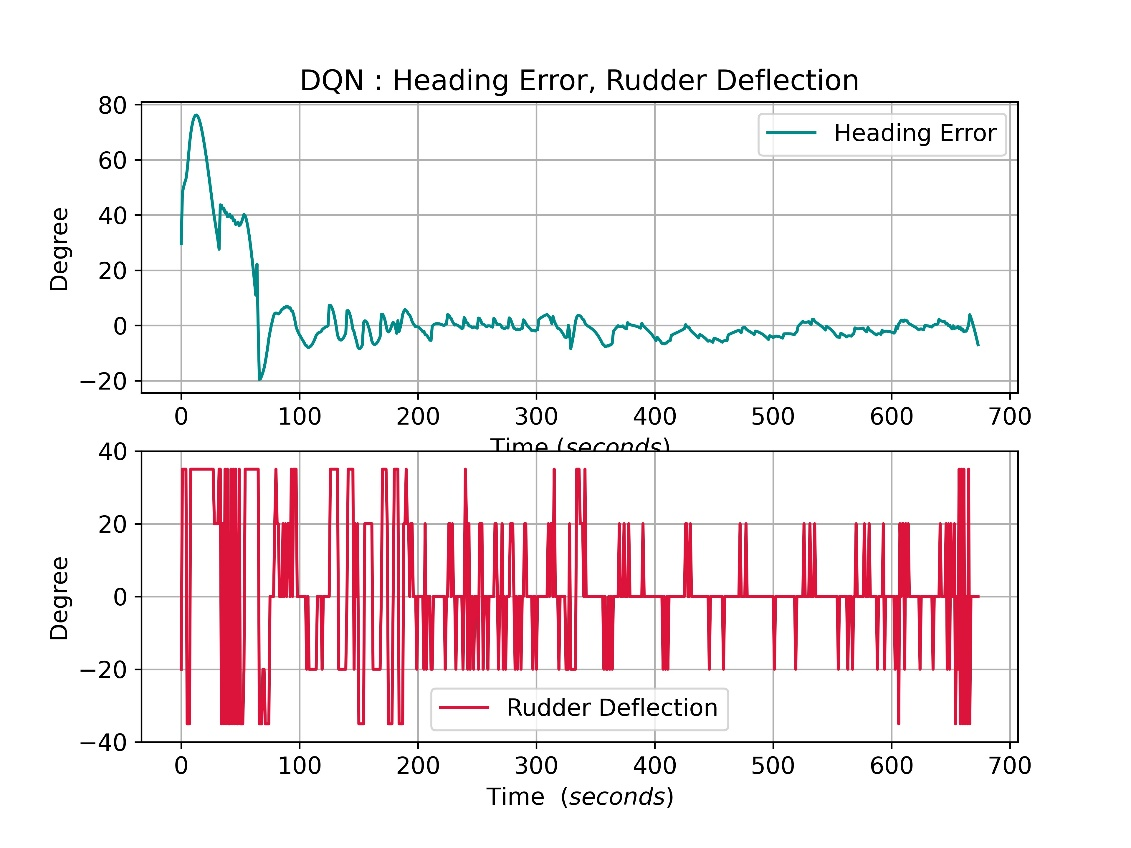 DQN : Heading Error, Rudder Deflection
80
60
40
20
0
−20
Degree
Heading Error
0 100 200 300 400 500 600 700
Time (seconds)
40
20
0
−20
−40
Degree
Rudder Deflection
0 100 200 300 400 500 600 700
Time (seconds)